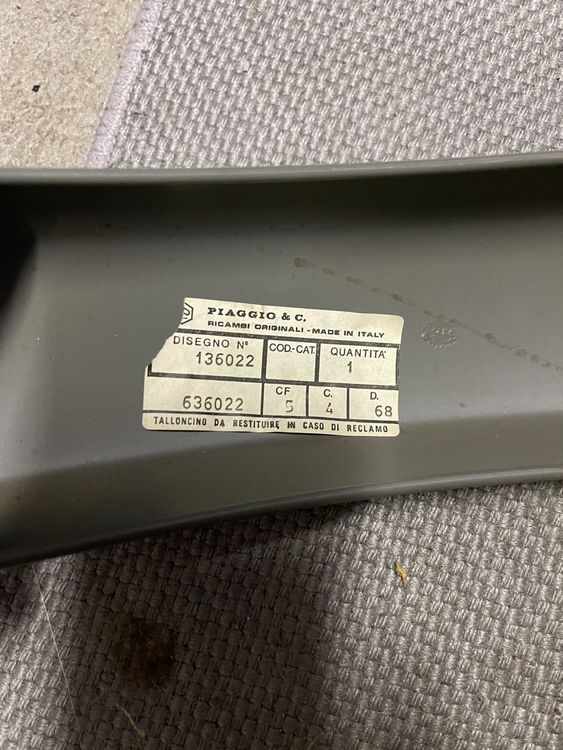 PIAGGIO & C.
RICAMBI ORIGINALI - MADE IN ITALY
DISEGNO N° COD.-CAT. QUANTITA'
136022 1
CF C. D.
636022 5 4 68
TALLONCINO DA RESTITUIRE IN CASO DI RECLAMO